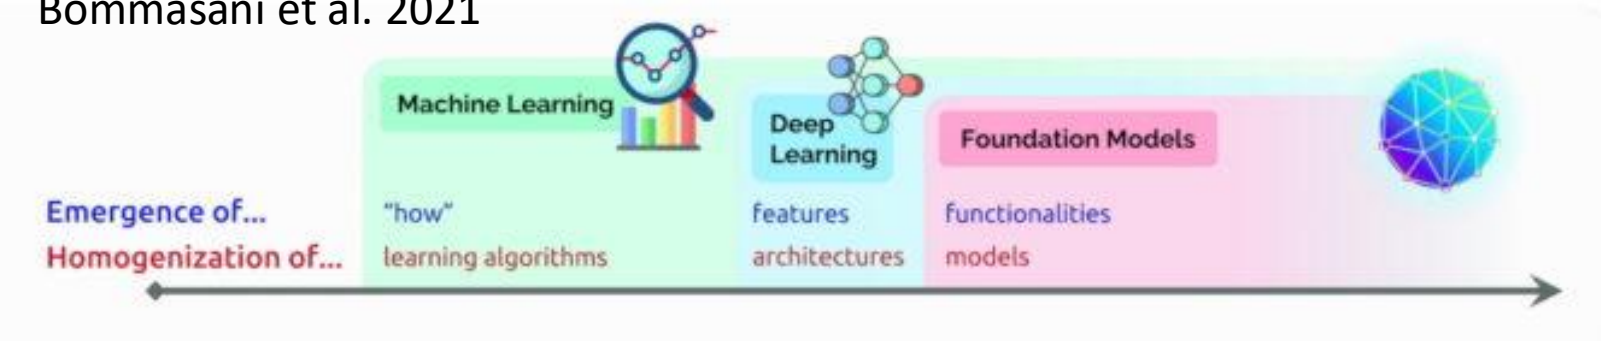 Bommasani et al. 2021
Machine Learning
Deep
Learning
Foundation Models
Emergence of... "how" features functionalities
Homogenization of... learning algorithms architectures models